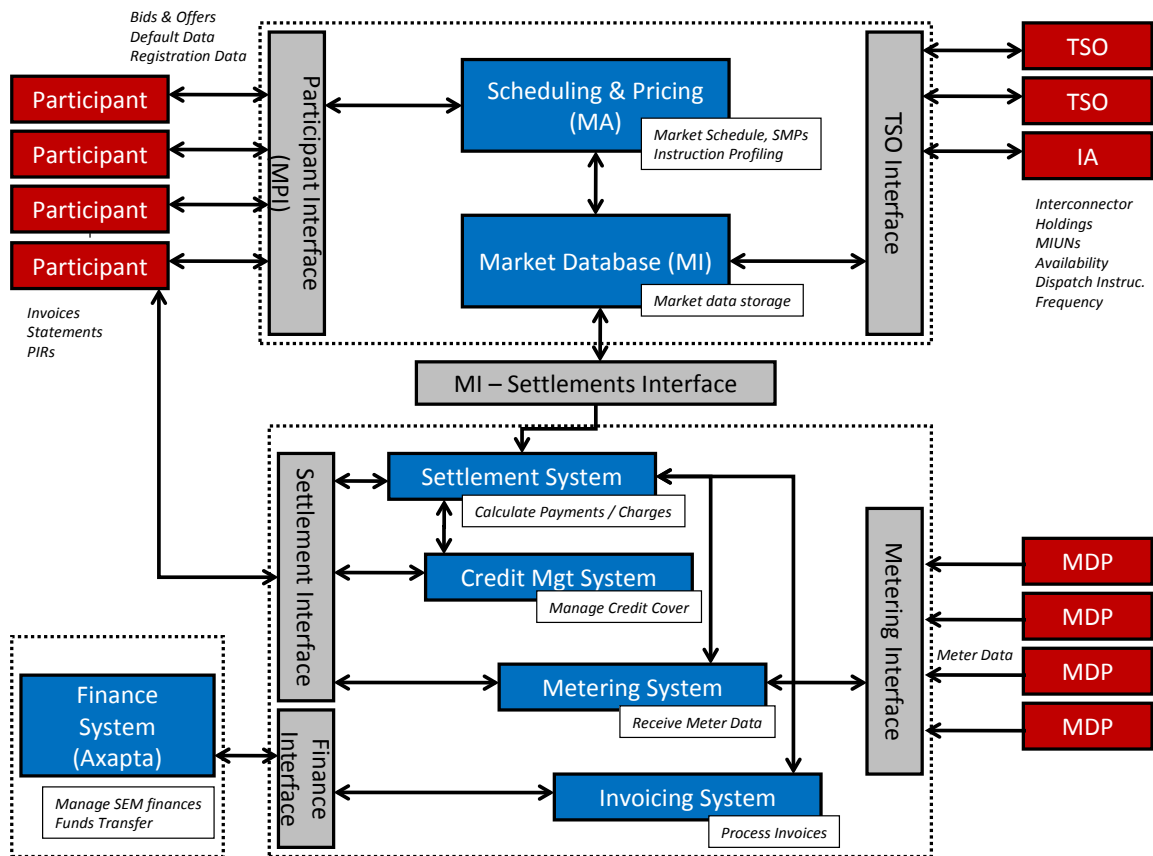 Bids & Offers
Default Data
Registration Data
Participant
Participant
Participant
Participant
Invoices
Statements
PIRs
Participant Interface
(MPI)
Scheduling & Pricing
(MA)
Market Schedule, SMPs
Instruction Profiling
Market Database (MI)
Market data storage
TSO Interface
TSO
TSO
IA
Interconnector
Holdings
MIUNs
Availability
Dispatch Instruc.
Frequency
MI – Settlements Interface
Settlement Interface
Settlement System
Calculate Payments / Charges
Credit Mgt System
Manage Credit Cover
Metering System
Receive Meter Data
Invoicing System
Process Invoices
Metering Interface
MDP
MDP
Meter Data
MDP
MDP
Finance
System
(Axapta)
Manage SEM finances
Funds Transfer
Finance
Interface